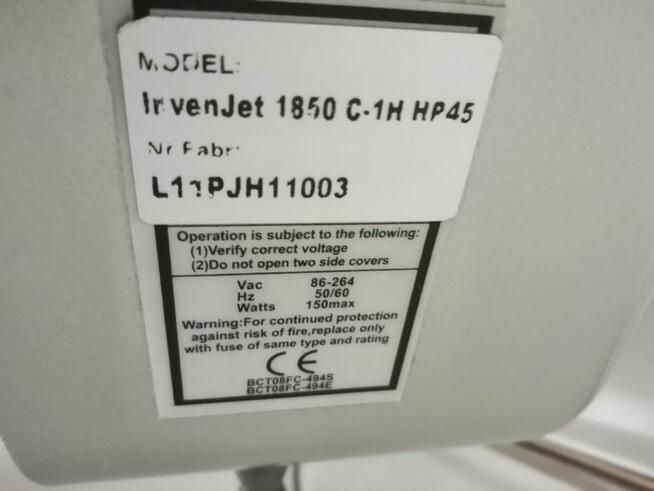 MODEL:
InvenJet 1850 C-1H HP45
Nr Fabr:
L11PJH11003
Operation is subject to the following:
(1)Verify correct voltage
(2)Do not open two side covers
Vac 86-264
Hz 50/60
Watts 150max
Warning:For continued protection
against risk of fire,replace only
with fuse of same type and rating
CE
BCT08FC-494S
BCT08FC-494E